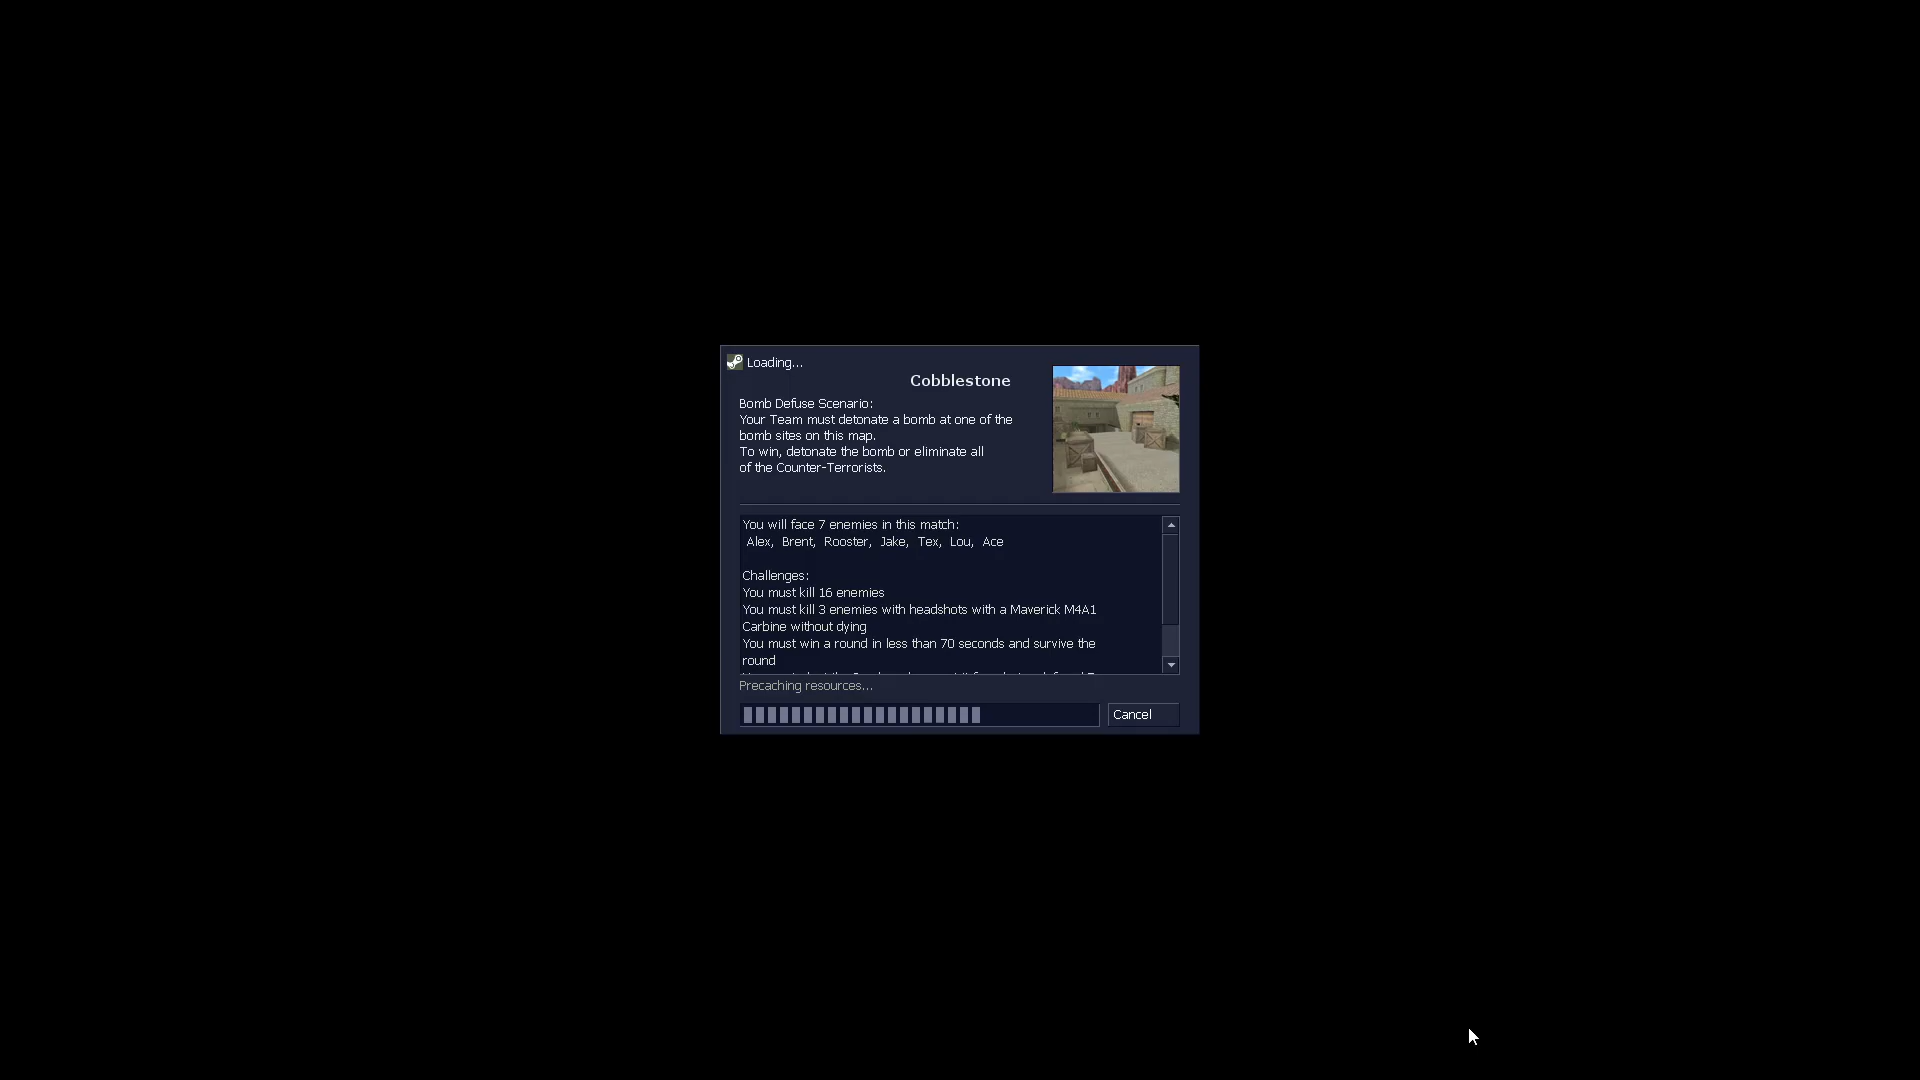 Loading...
Cobblestone
Bomb Defuse Scenario:
Your Team must detonate a bomb at one of the
bomb sites on this map.
To win, detonate the bomb or eliminate all
of the Counter-Terrorists.
You will face 7 enemies in this match:
Alex, Brent, Rooster, Jake, Tex, Lou, Ace
Challenges:
You must kill 16 enemies
You must kill 3 enemies with headshots with a Maverick M4A1
Carbine without dying
You must win a round in less than 70 seconds and survive the
round
Precaching resources...
Cancel